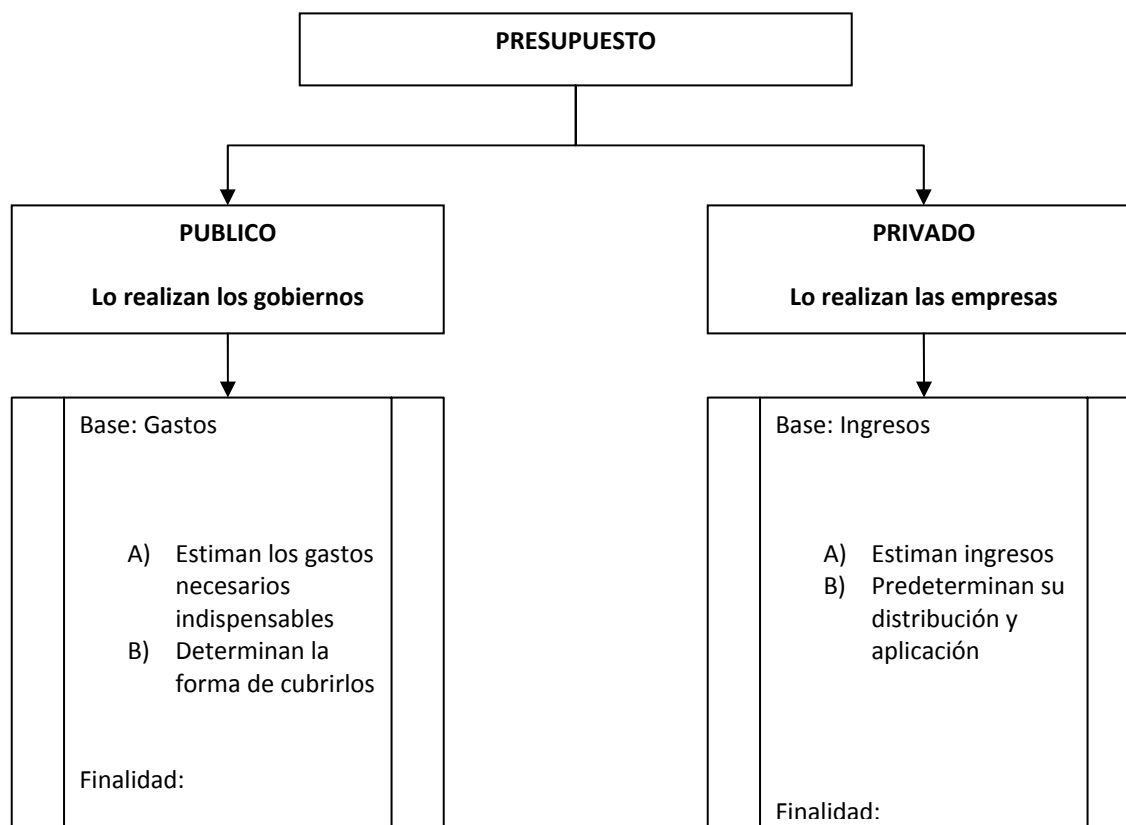 PRESUPUESTO
PUBLICO
Lo realizan los gobiernos
PRIVADO
Lo realizan las empresas
Base: Gastos
A) Estiman los gastos
necesarios
indispensables
B) Determinan la
forma de cubrirlos
Finalidad:
Base: Ingresos
A) Estiman ingresos
B) Predeterminan su
distribución y
aplicación
Finalidad: